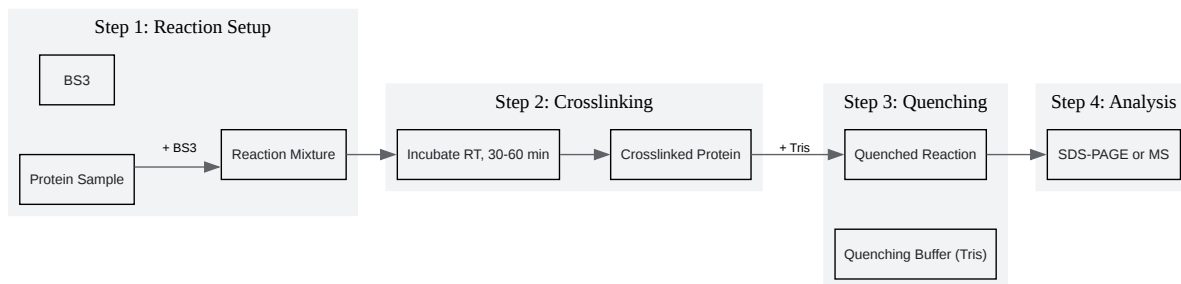 Step 1: Reaction Setup
BS3
Protein Sample
+ BS3
Reaction Mixture
Step 2: Crosslinking
Incubate RT, 30-60 min
Crosslinked Protein
+ Tris
Step 3: Quenching
Quenched Reaction
Quenching Buffer (Tris)
Step 4: Analysis
SDS-PAGE or MS